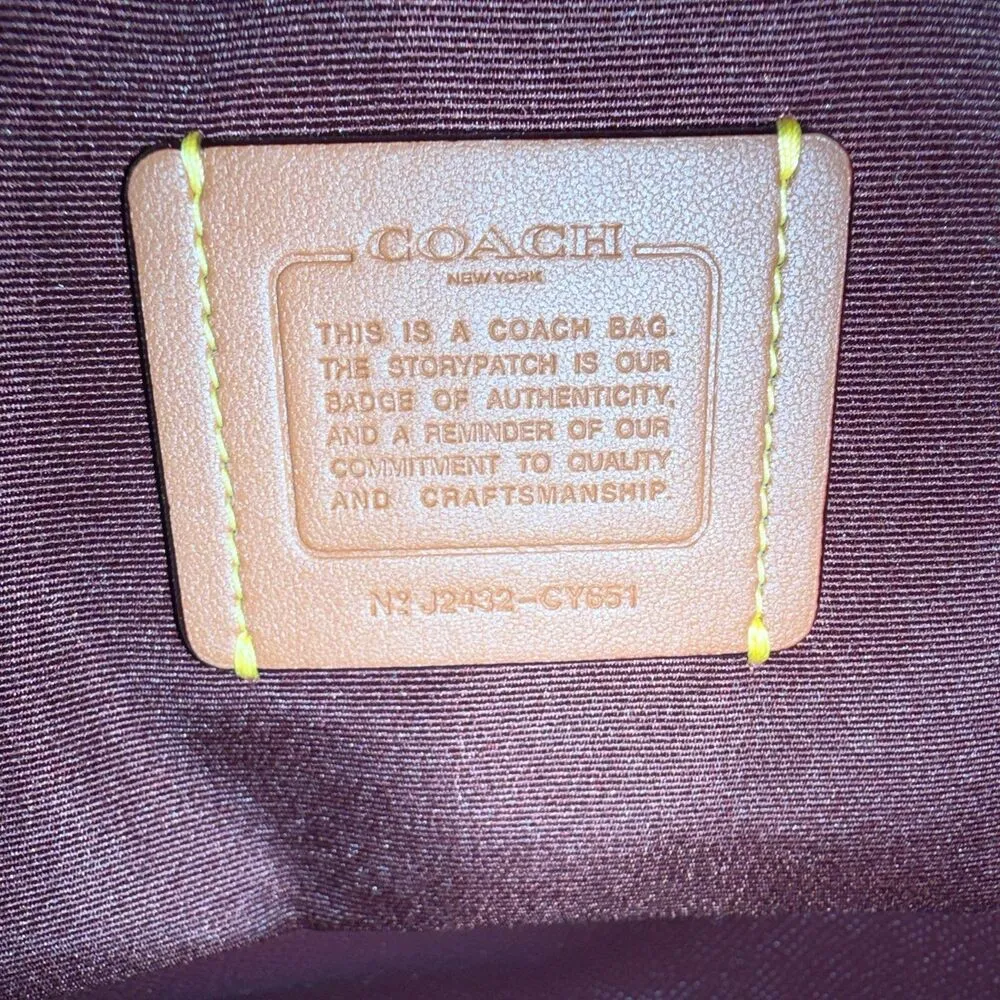 COACH
NEW YORK
THIS IS A COACH BAG.
THE STORYPATCH IS OUR
BADGE OF AUTHENTICITY,
AND A REMINDER OF OUR
COMMITMENT TO QUALITY
AND CRAFTSMANSHIP.
Nº J2432-CY651